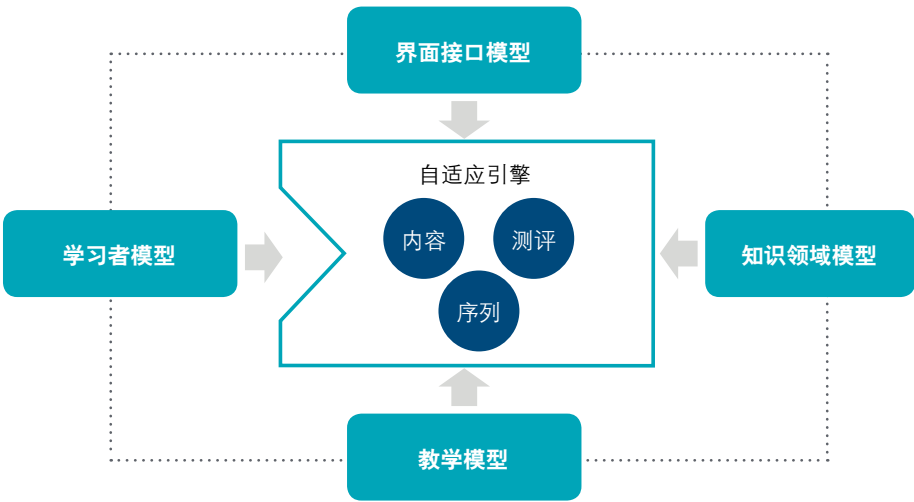 界面接口模型
自适应引擎
内容
测评
序列
学习者模型
知识领域模型
教学模型